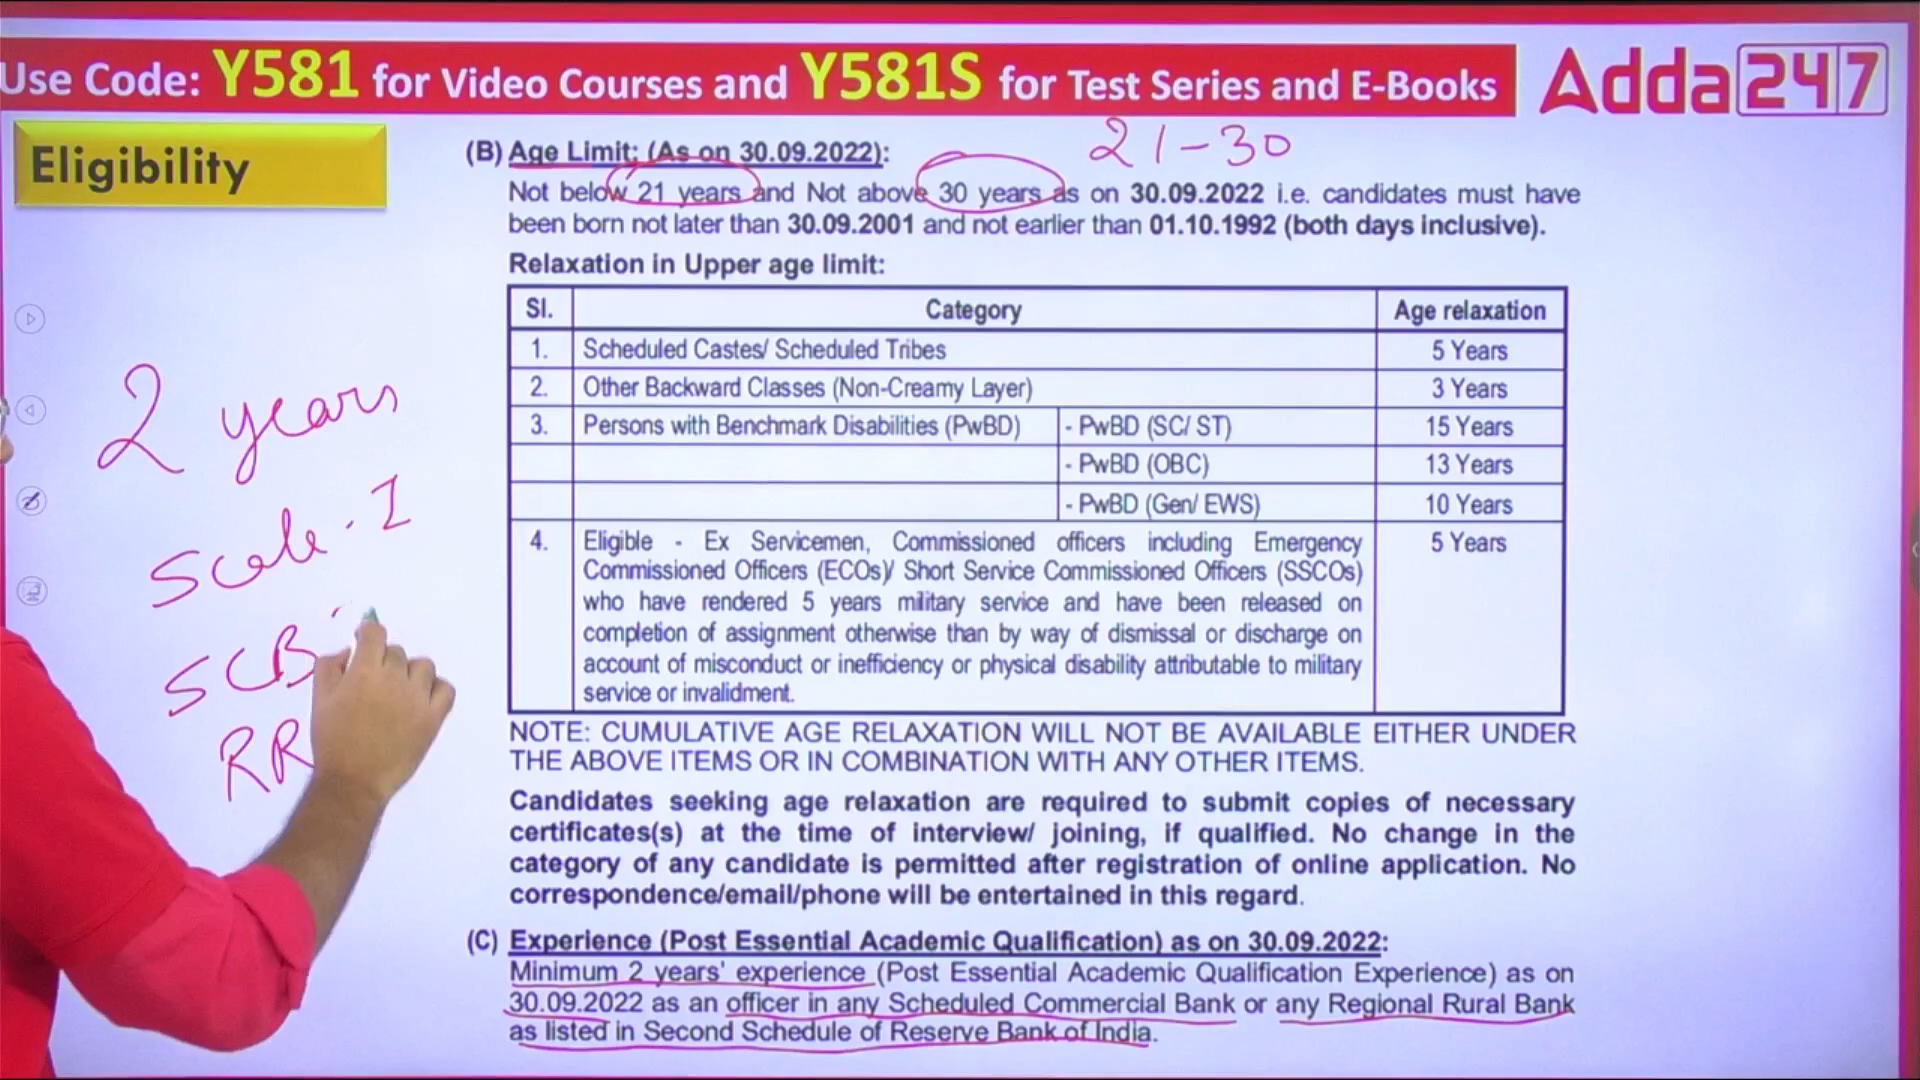 Use Code: Y581 for Video Courses and Y581S for Test Series and E-Books
Adda247
Eligibility
(B) Age Limit: (As on 30.09.2022):
21-30
Not below 21 years and Not above 30 years as on 30.09.2022 i.e. candidates must have
been born not later than 30.09.2001 and not earlier than 01.10.1992 (both days inclusive).
Relaxation in Upper age limit:
Sl. Category Age relaxation
1. Scheduled Castes/ Scheduled Tribes 5 Years
2. Other Backward Classes (Non-Creamy Layer) 3 Years
3. Persons with Benchmark Disabilities (PwBD) - PwBD (SC/ ST) 15 Years
- PwBD (OBC) 13 Years
- PwBD (Gen/ EWS) 10 Years
4. Eligible - Ex Servicemen, Commissioned officers including Emergency 5 Years
Commissioned Officers (ECOs)/ Short Service Commissioned Officers (SSCOs)
who have rendered 5 years military service and have been released on
completion of assignment otherwise than by way of dismissal or discharge on
account of misconduct or inefficiency or physical disability attributable to military
service or invalidment.
NOTE: CUMULATIVE AGE RELAXATION WILL NOT BE AVAILABLE EITHER UNDER
THE ABOVE ITEMS OR IN COMBINATION WITH ANY OTHER ITEMS.
Candidates seeking age relaxation are required to submit copies of necessary
certificates(s) at the time of interview/ joining, if qualified. No change in the
category of any candidate is permitted after registration of online application. No
correspondence/email/phone will be entertained in this regard.
(C) Experience (Post Essential Academic Qualification) as on 30.09.2022:
Minimum 2 years' experience (Post Essential Academic Qualification Experience) as on
30.09.2022 as an officer in any Scheduled Commercial Bank or any Regional Rural Bank
as listed in Second Schedule of Reserve Bank of India.
2 years
Scale-I
SCB
RR